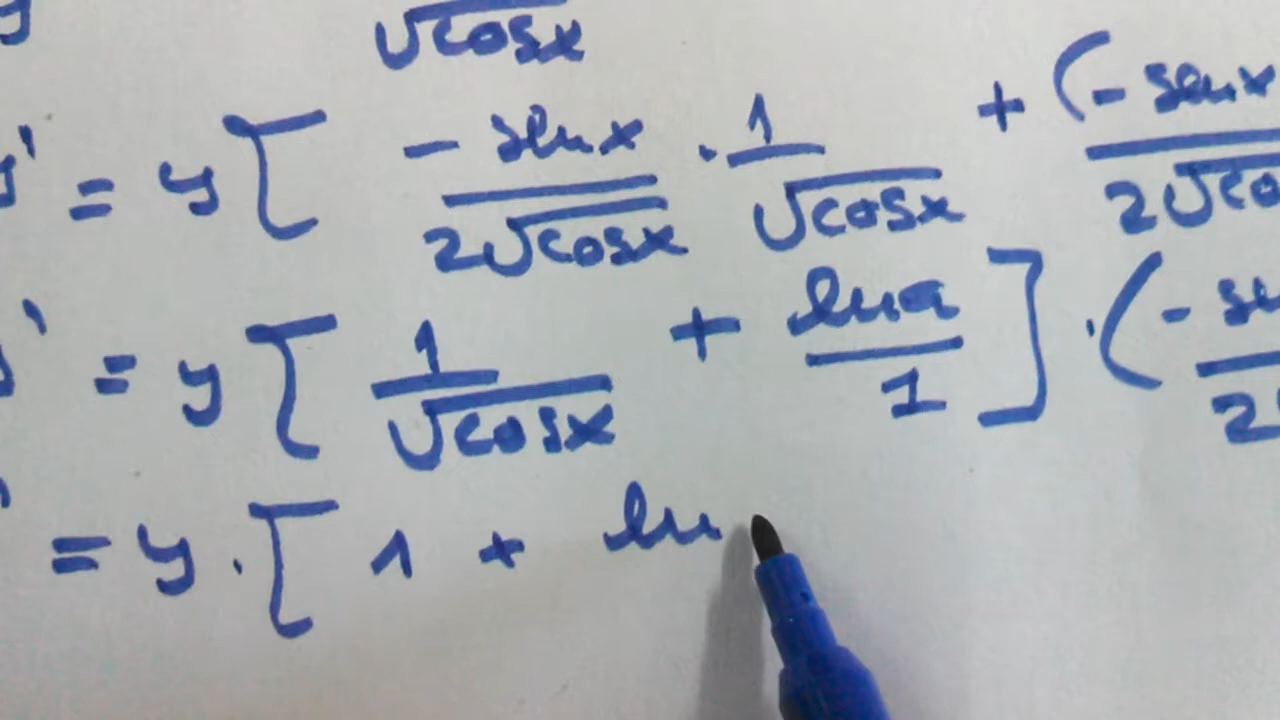 y √cosx
y' = y [ - senx / 2√cosx . 1 / √cosx + (- senx / 2√co
' = y [ 1 / √cosx + lna / 1 ] . (- se / 2
' = y . [ 1 + ln